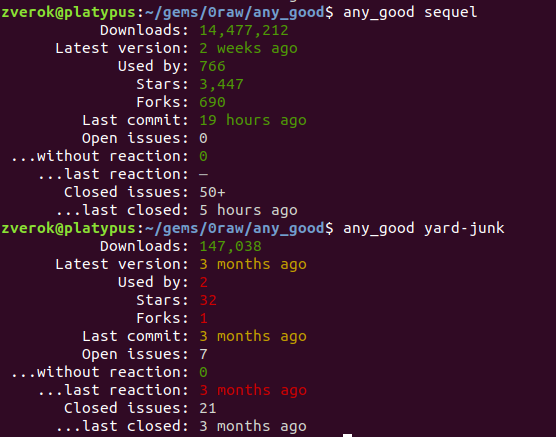 zverok@platypus:~/gems/0raw/any_good$ any_good sequel
Downloads: 14,477,212
Latest version: 2 weeks ago
Used by: 766
Stars: 3,447
Forks: 690
Last commit: 19 hours ago
Open issues: 0
...without reaction: 0
...last reaction: —
Closed issues: 50+
...last closed: 5 hours ago
zverok@platypus:~/gems/0raw/any_good$ any_good yard-junk
Downloads: 147,038
Latest version: 3 months ago
Used by: 2
Stars: 32
Forks: 1
Last commit: 3 months ago
Open issues: 7
...without reaction: 0
...last reaction: 3 months ago
Closed issues: 21
...last closed: 3 months ago